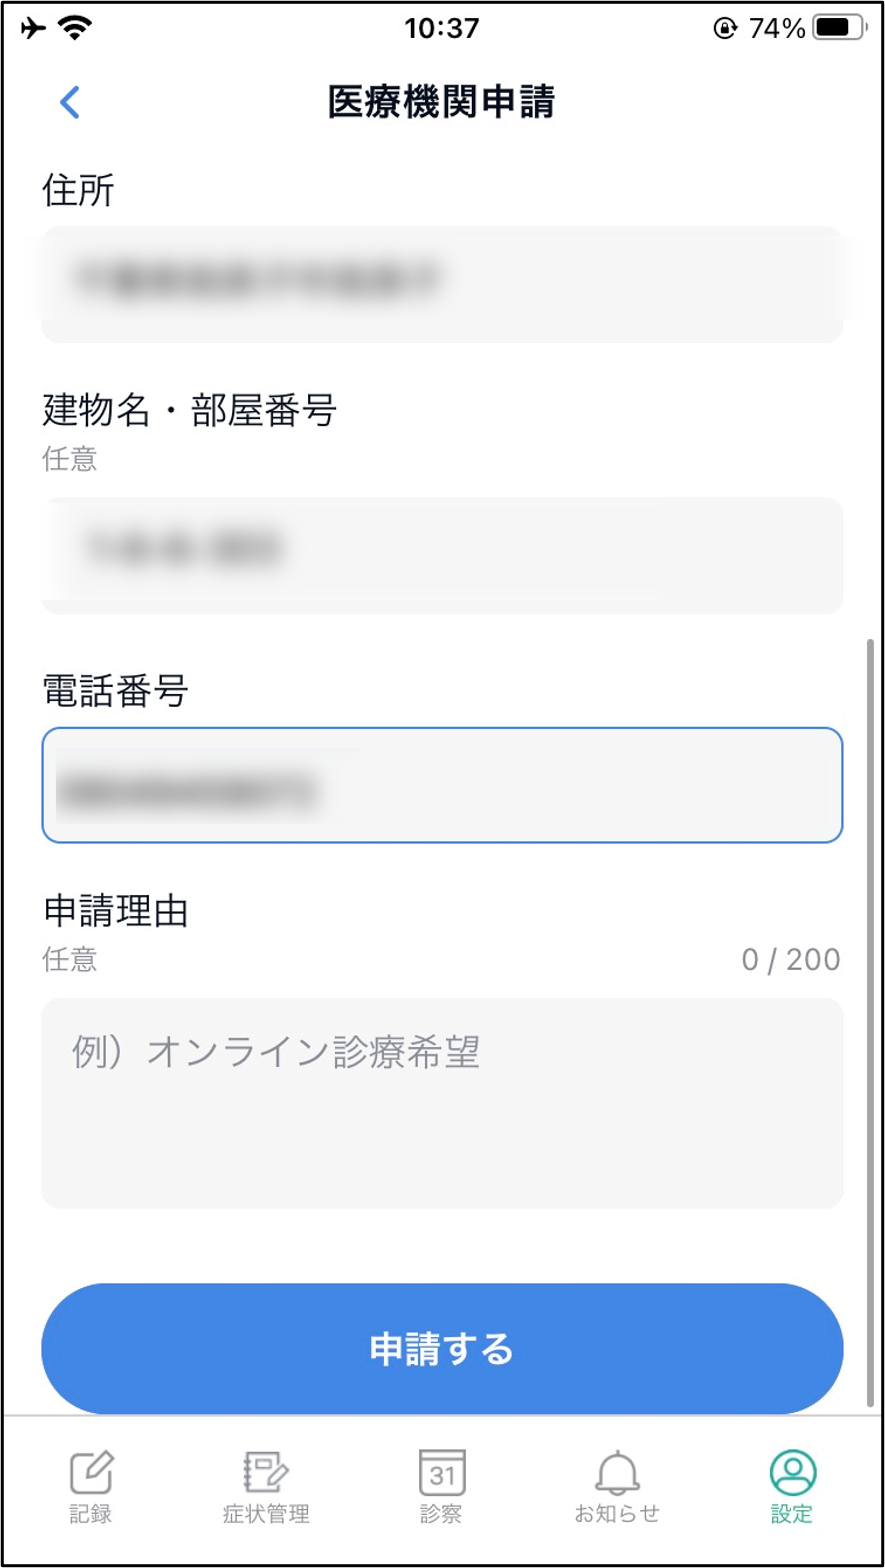 10:37
74%
医療機関申請
住所
建物名・部屋番号
任意
電話番号
申請理由
任意
0 / 200
例）オンライン診療希望
申請する
31
記録
症状管理
診察
お知らせ
設定